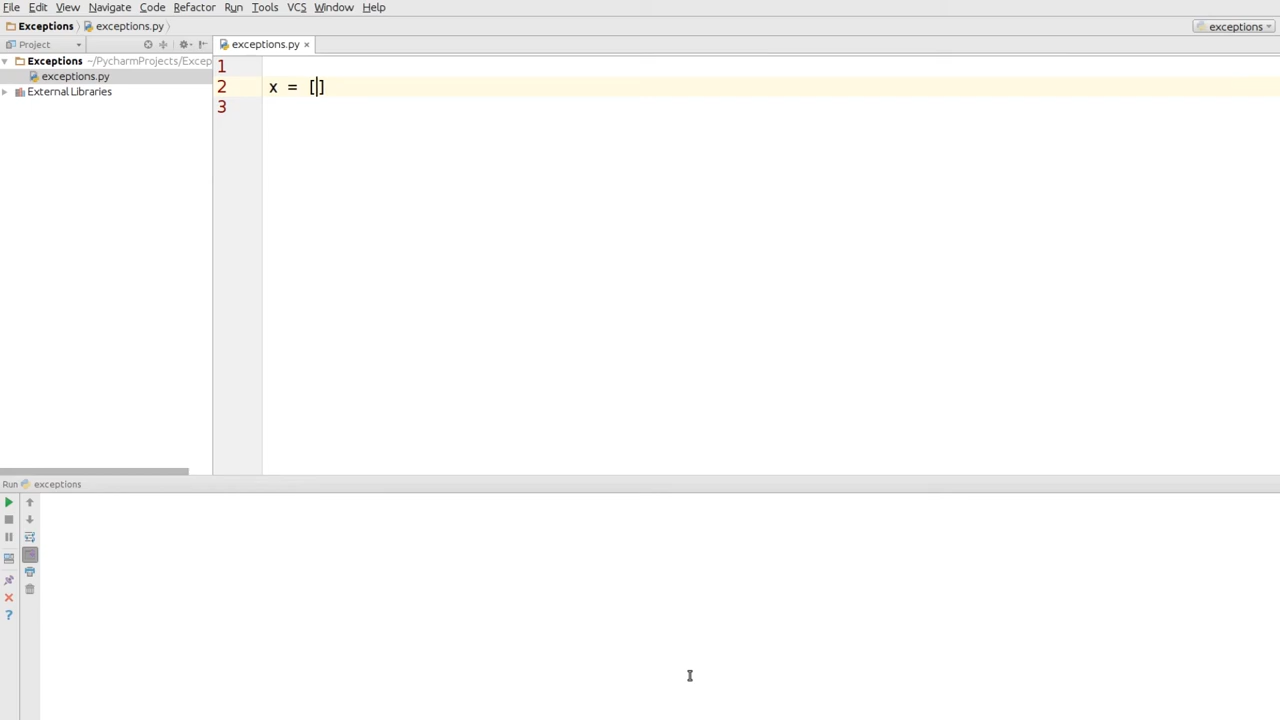 File Edit View Navigate Code Refactor Run Tools VCS Window Help
Exceptions exceptions.py exceptions
Project exceptions.py ×
Exceptions ~/PycharmProjects/Excep
exceptions.py
External Libraries
1
2 x = []
3
Run exceptions